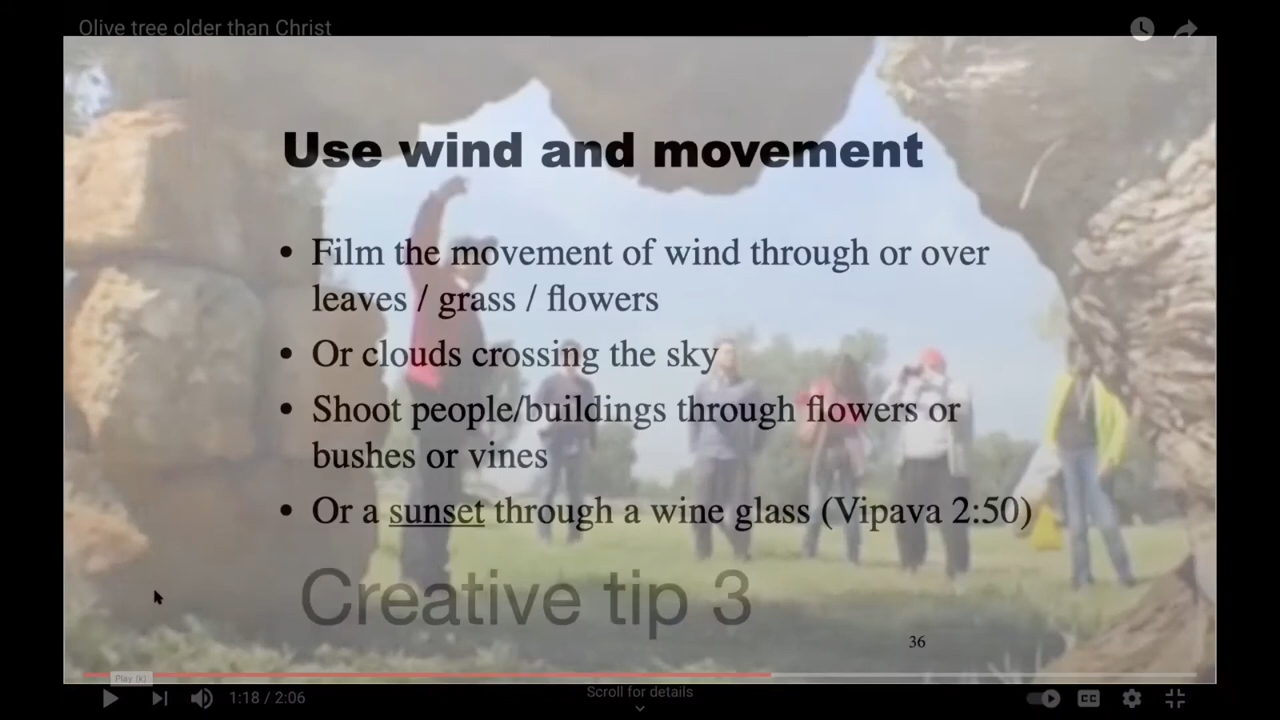 Olive tree older than Christ
Use wind and movement
• Film the movement of wind through or over
leaves / grass / flowers
• Or clouds crossing the sky
• Shoot people/buildings through flowers or
bushes or vines
• Or a sunset through a wine glass (Vipava 2:50)
Creative tip 3
36
Play (k)
1:18 / 2:06
Scroll for details
CC